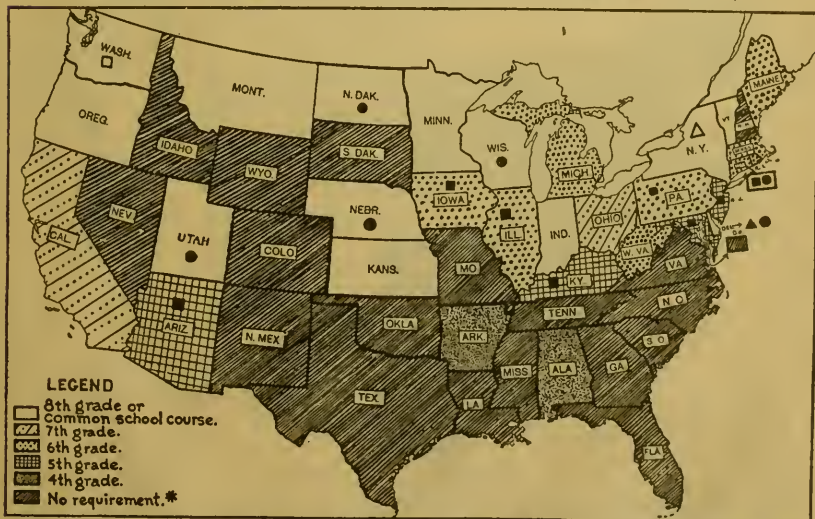 WASH.
MONT.
N. DAK.
MINN.
OREG.
IDAHO
WYO.
S. DAK.
WIS.
MICH
N. Y.
VT
MAINE
NEV.
CAL.
UTAH
COLO
NEBR.
KANS.
IOWA
ILL
IND.
OHIO
PA.
W. VA
VA
MO
KY.
ARIZ.
N. MEX
OKLA
ARK.
TENN
N. C
S. C
TEX.
LA
MISS
ALA
GA
FLA
LEGEND
8th grade or
common school course.
7th grade.
6th grade.
5th grade.
4th grade.
No requirement.*